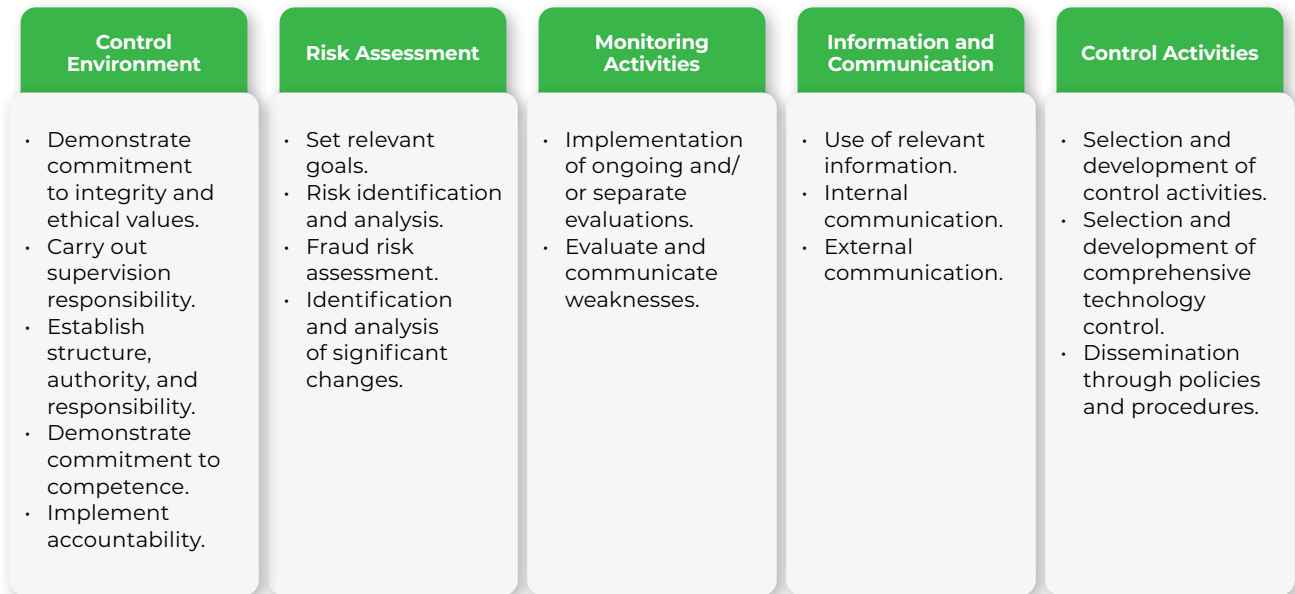 Control
Environment
• Demonstrate
commitment
to integrity and
ethical values.
• Carry out
supervision
responsibility.
• Establish
structure,
authority, and
responsibility.
• Demonstrate
commitment to
competence.
• Implement
accountability.
Risk Assessment
• Set relevant
goals.
• Risk identification
and analysis.
• Fraud risk
assessment.
• Identification
and analysis
of significant
changes.
Monitoring
Activities
• Implementation
of ongoing and/
or separate
evaluations.
• Evaluate and
communicate
weaknesses.
Information and
Communication
• Use of relevant
information.
• Internal
communication.
• External
communication.
Control Activities
• Selection and
development of
control activities.
• Selection and
development of
comprehensive
technology
control.
• Dissemination
through policies
and procedures.